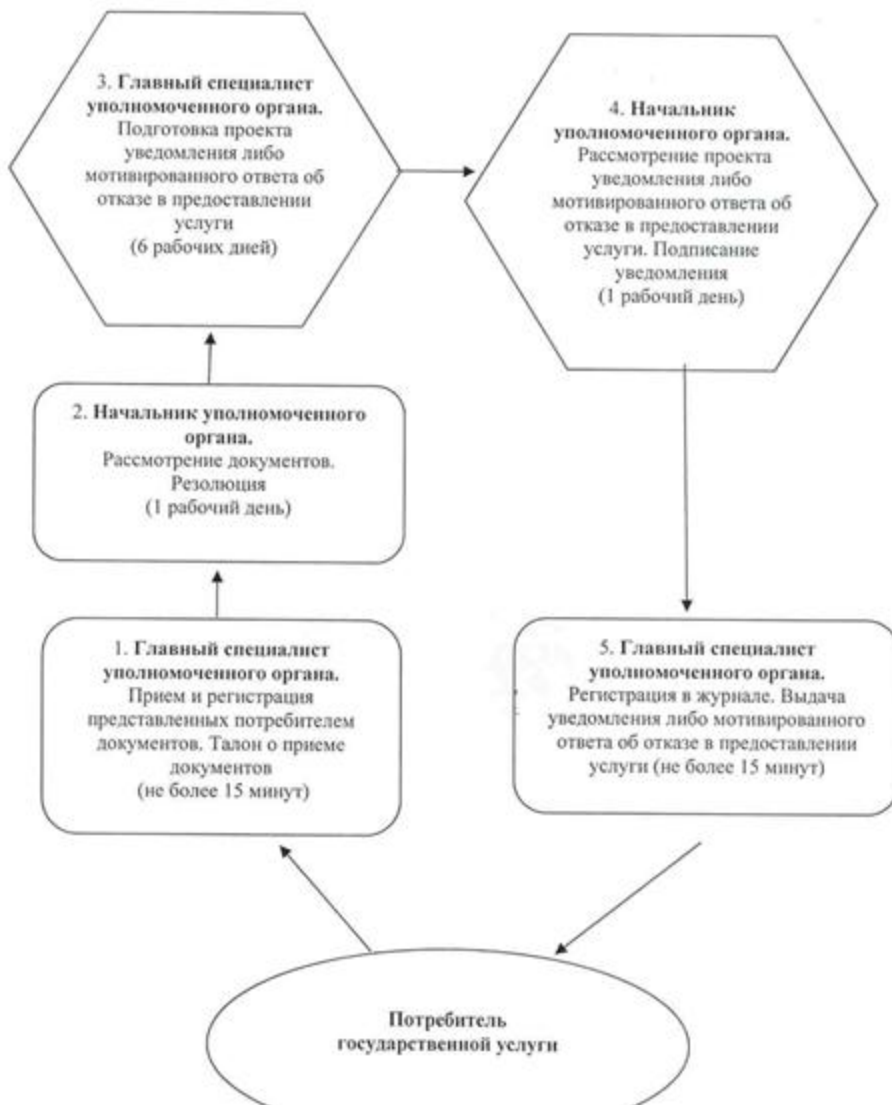 3. Главный специалист
уполномоченного органа.
Подготовка проекта
уведомления либо
мотивированного ответа об
отказе в предоставлении
услуги
(6 рабочих дней)
4. Начальник
уполномоченного органа.
Рассмотрение проекта
уведомления либо
мотивированного ответа об
отказе в предоставлении
услуги. Подписание
уведомления
(1 рабочий день)
2. Начальник уполномоченного
органа.
Рассмотрение документов.
Резолюция
(1 рабочий день)
1. Главный специалист
уполномоченного органа.
Прием и регистрация
представленных потребителем
документов. Талон о приеме
документов
(не более 15 минут)
5. Главный специалист
уполномоченного органа.
Регистрация в журнале. Выдача
уведомления либо мотивированного
ответа об отказе в предоставлении
услуги (не более 15 минут)
Потребитель
государственной услуги